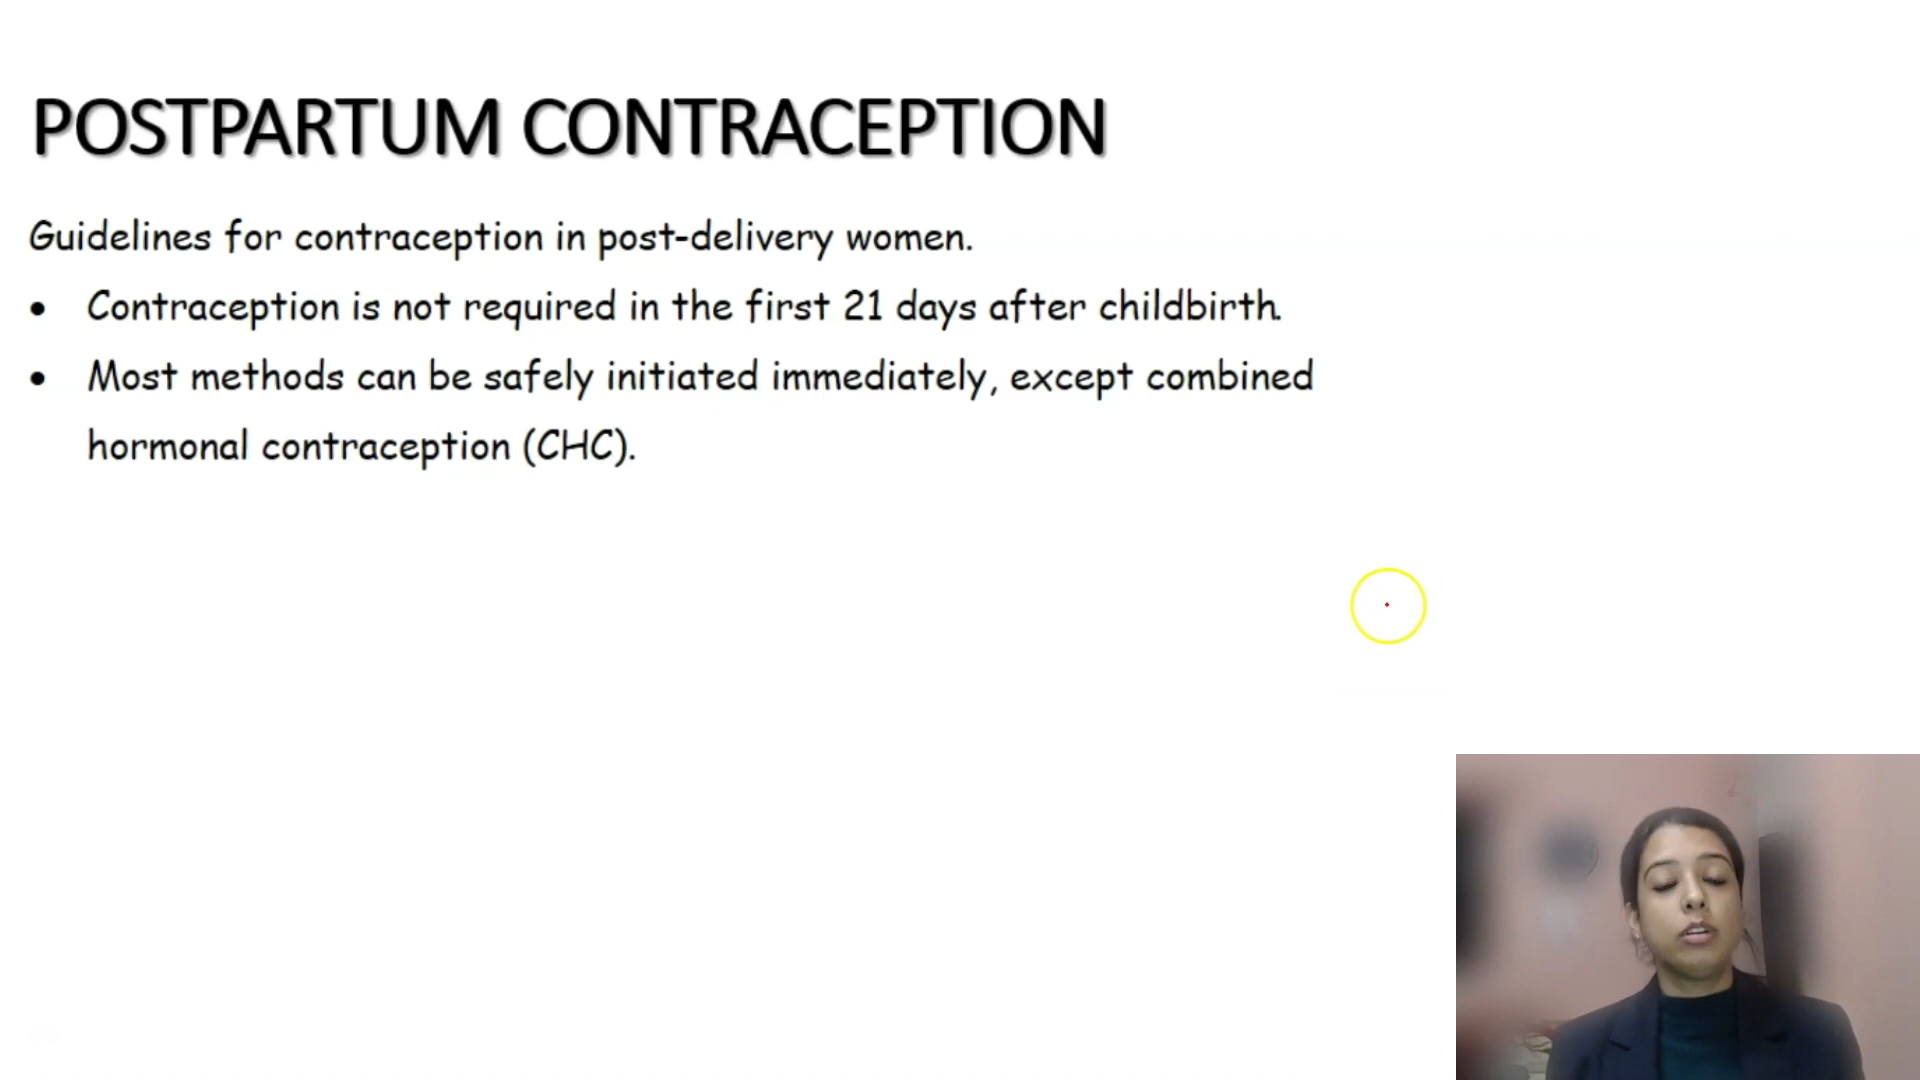 POSTPARTUM CONTRACEPTION
Guidelines for contraception in post-delivery women.
• Contraception is not required in the first 21 days after childbirth.
• Most methods can be safely initiated immediately, except combined
hormonal contraception (CHC).